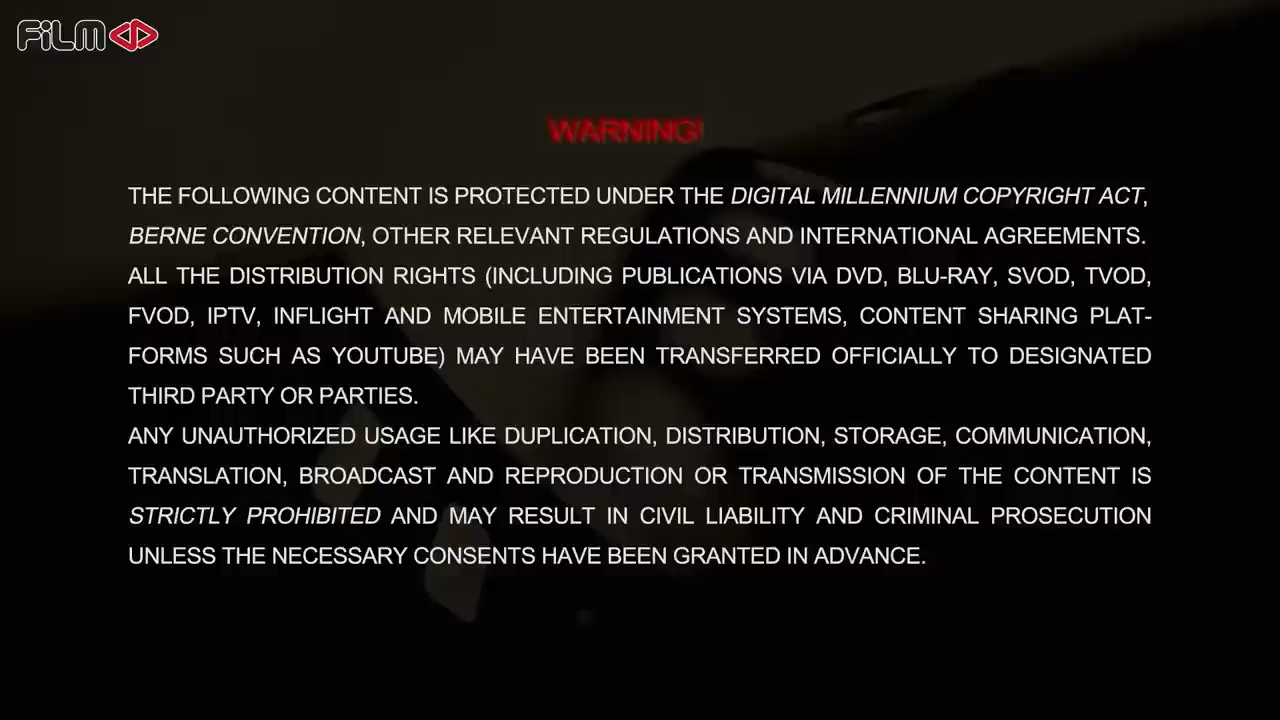 FiLM
WARNING!
THE FOLLOWING CONTENT IS PROTECTED UNDER THE DIGITAL MILLENNIUM COPYRIGHT ACT,
BERNE CONVENTION, OTHER RELEVANT REGULATIONS AND INTERNATIONAL AGREEMENTS.
ALL THE DISTRIBUTION RIGHTS (INCLUDING PUBLICATIONS VIA DVD, BLU-RAY, SVOD, TVOD,
FVOD, IPTV, INFLIGHT AND MOBILE ENTERTAINMENT SYSTEMS, CONTENT SHARING PLAT-
FORMS SUCH AS YOUTUBE) MAY HAVE BEEN TRANSFERRED OFFICIALLY TO DESIGNATED
THIRD PARTY OR PARTIES.
ANY UNAUTHORIZED USAGE LIKE DUPLICATION, DISTRIBUTION, STORAGE, COMMUNICATION,
TRANSLATION, BROADCAST AND REPRODUCTION OR TRANSMISSION OF THE CONTENT IS
STRICTLY PROHIBITED AND MAY RESULT IN CIVIL LIABILITY AND CRIMINAL PROSECUTION
UNLESS THE NECESSARY CONSENTS HAVE BEEN GRANTED IN ADVANCE.